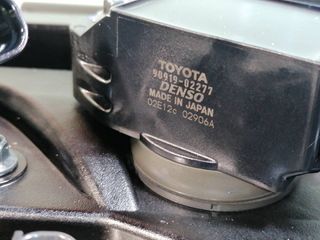 TOYOTA
90919-02277
DENSO
MADE IN JAPAN
02E12c 02906A